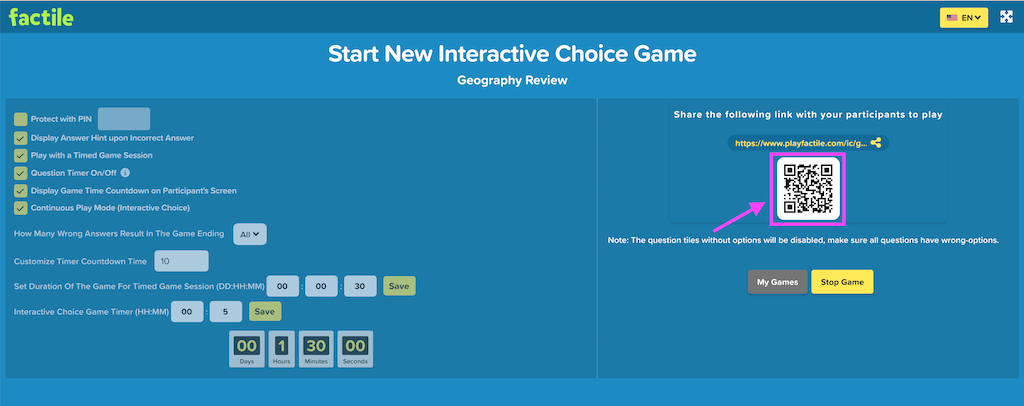 factile
EN
Start New Interactive Choice Game
Geography Review
Protect with PIN
Display Answer Hint upon Incorrect Answer
Play with a Timed Game Session
Question Timer On/Off i
Display Game Time Countdown on Participant's Screen
Continuous Play Mode (Interactive Choice)
How Many Wrong Answers Result In The Game Ending All
Customize Timer Countdown Time 10
Set Duration Of The Game For Timed Game Session (DD:HH:MM) 00 : 00 : 30 Save
Interactive Choice Game Timer (HH:MM) 00 : 5 Save
00 1 30 00
Days Hours Minutes Seconds
Share the following link with your participants to play
https://www.playfactile.com/ic/g...
Note: The question tiles without options will be disabled, make sure all questions have wrong-options.
My Games Stop Game